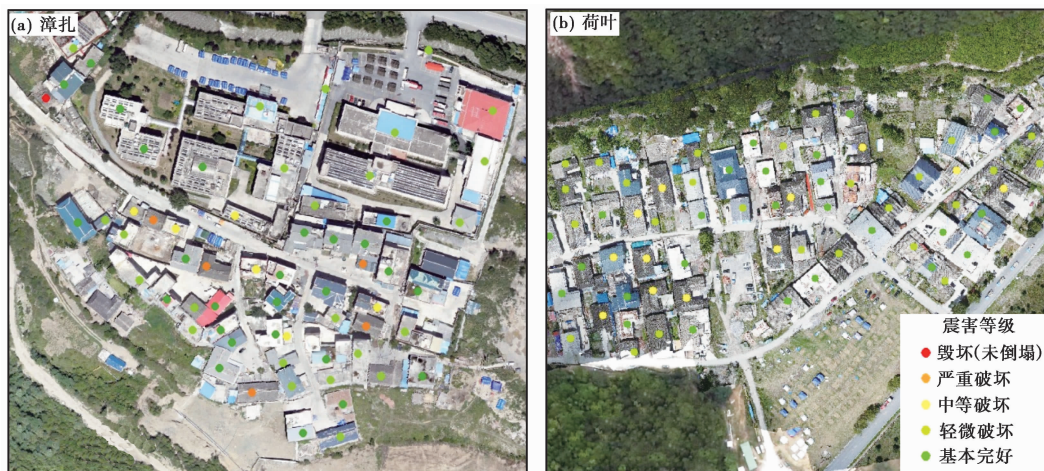 (a) 漳扎
(b) 荷叶
震害等级
毁坏(未倒塌)
严重破坏
中等破坏
轻微破坏
基本完好